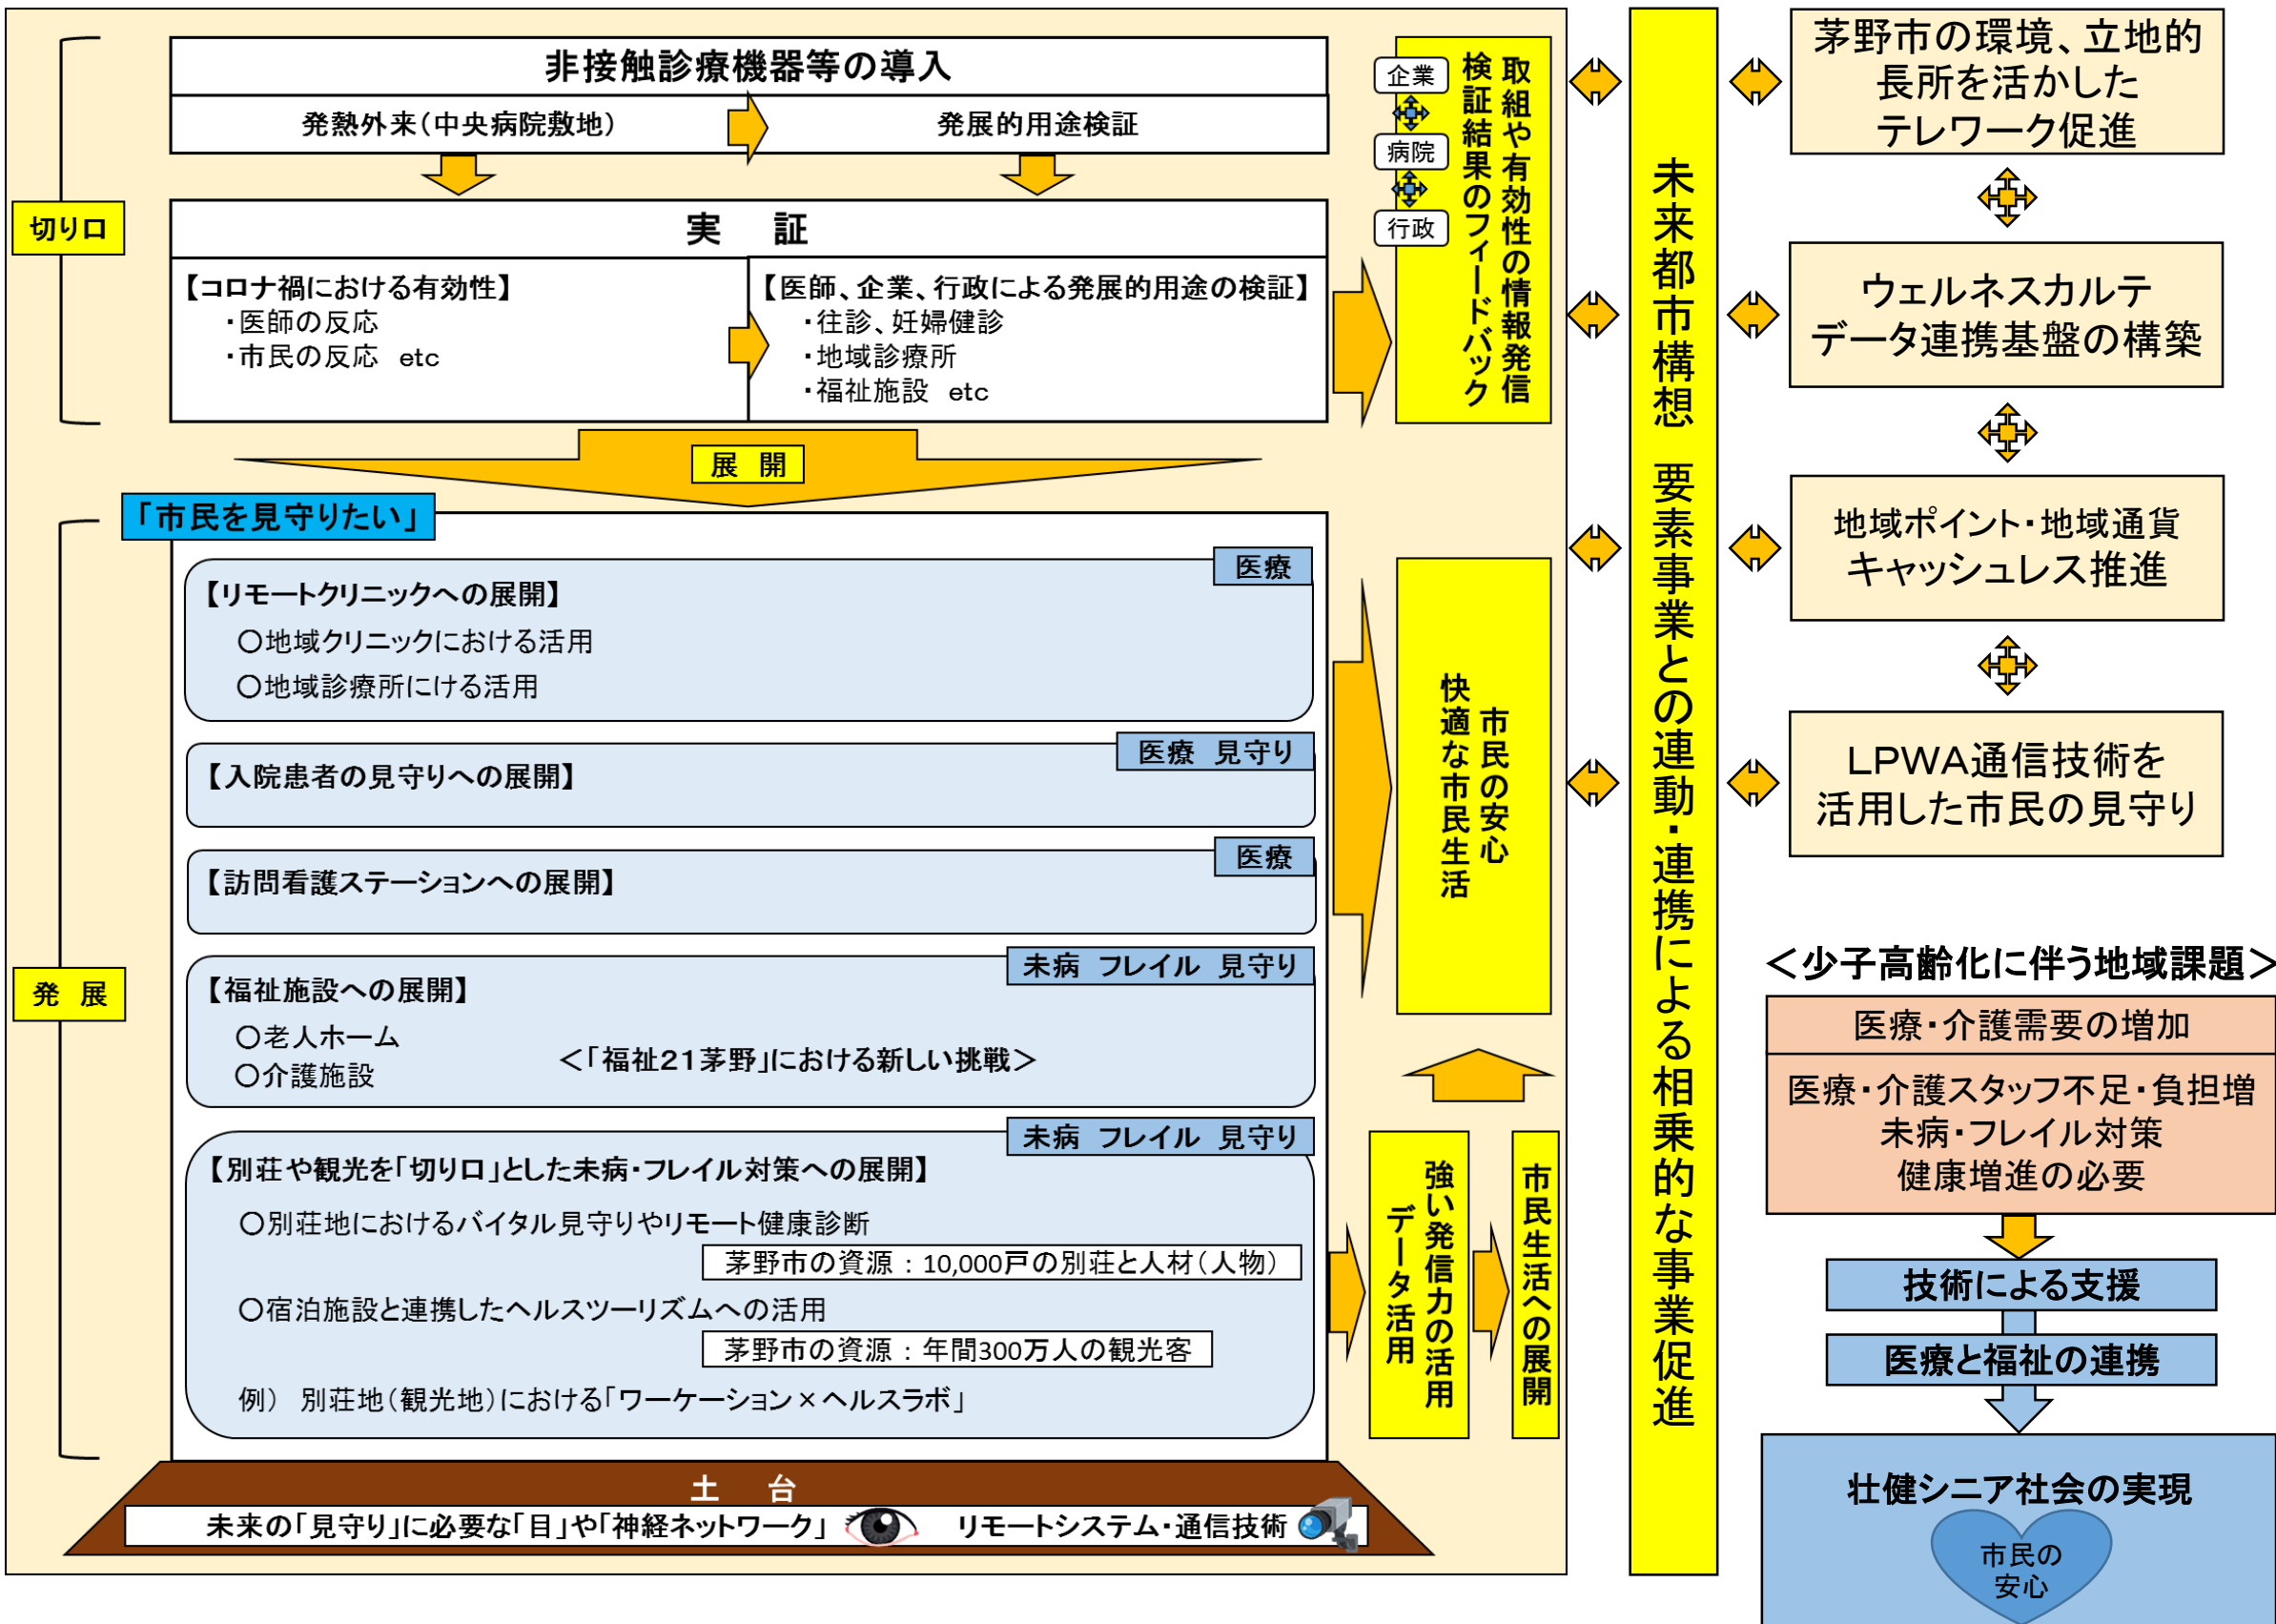 非接触診療機器等の導入
発熱外来(中央病院敷地)
発展的用途検証
切り口
実 証
【コロナ禍における有効性】
・医師の反応
・市民の反応 etc
【医師、企業、行政による発展的用途の検証】
・往診、妊婦健診
・地域診療所
・福祉施設 etc
企業
病院
行政
取組や有効性の情報発信
検証結果のフィードバック
展 開
「市民を見守りたい」
発 展
医療
【リモートクリニックへの展開】
○地域クリニックにおける活用
○地域診療所にける活用
医療 見守り
【入院患者の見守りへの展開】
医療
【訪問看護ステーションへの展開】
未病 フレイル 見守り
【福祉施設への展開】
○老人ホーム
○介護施設
＜「福祉21茅野」における新しい挑戦＞
未病 フレイル 見守り
【別荘や観光を「切り口」とした未病・フレイル対策への展開】
○別荘地におけるバイタル見守りやリモート健康診断
茅野市の資源：10,000戸の別荘と人材(人物)
○宿泊施設と連携したヘルスツーリズムへの活用
茅野市の資源：年間300万人の観光客
例） 別荘地(観光地)における「ワーケーション×ヘルスラボ」
市民の安心
快適な市民生活
強い発信力の活用
データ活用
市民生活への展開
土 台
未来の「見守り」に必要な「目」や「神経ネットワーク」
リモートシステム・通信技術
未来都市構想 要素事業との連動・連携による相乗的な事業促進
茅野市の環境、立地的
長所を活かした
テレワーク促進
ウェルネスカルテ
データ連携基盤の構築
地域ポイント・地域通貨
キャッシュレス推進
LPWA通信技術を
活用した市民の見守り
＜少子高齢化に伴う地域課題＞
医療・介護需要の増加
医療・介護スタッフ不足・負担増
未病・フレイル対策
健康増進の必要
技術による支援
医療と福祉の連携
壮健シニア社会の実現
市民の
安心